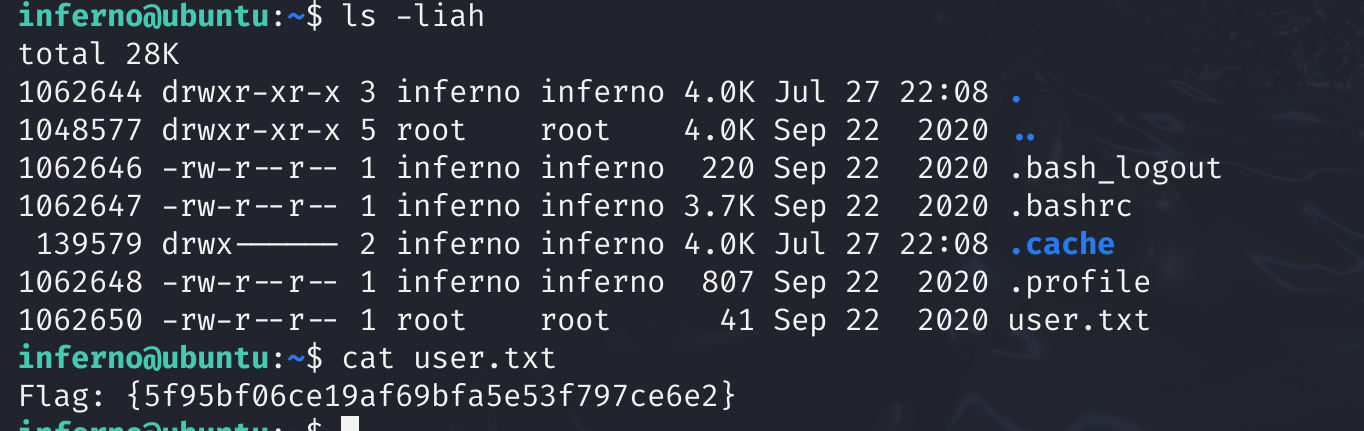 inferno@ubuntu:~$ ls -liah
total 28K
1062644 drwxr-xr-x 3 inferno inferno 4.0K Jul 27 22:08 .
1048577 drwxr-xr-x 5 root    root    4.0K Sep 22  2020 ..
1062646 -rw-r--r-- 1 inferno inferno  220 Sep 22  2020 .bash_logout
1062647 -rw-r--r-- 1 inferno inferno 3.7K Sep 22  2020 .bashrc
 139579 drwx------ 2 inferno inferno 4.0K Jul 27 22:08 .cache
1062648 -rw-r--r-- 1 inferno inferno  807 Sep 22  2020 .profile
1062650 -rw-r--r-- 1 root    root      41 Sep 22  2020 user.txt
inferno@ubuntu:~$ cat user.txt
Flag: {5f95bf06ce19af69bfa5e53f797ce6e2}
inferno@ubuntu:~$